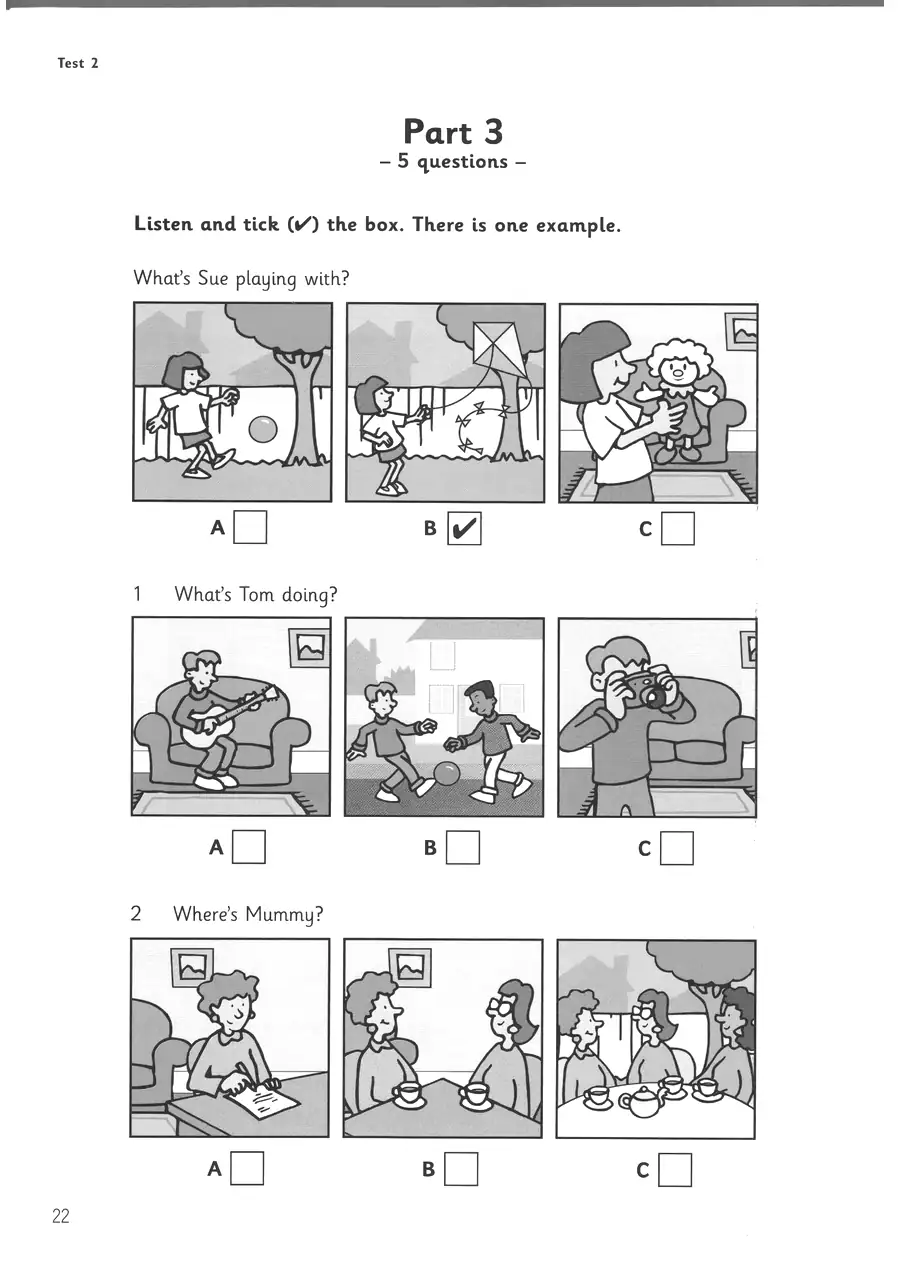 Test 2
Part 3
– 5 questions –
Listen and tick (✔) the box. There is one example.
What's Sue playing with?
A
B ✔
C
1 What's Tom doing?
A
B
C
2 Where's Mummy?
A
B
C
22